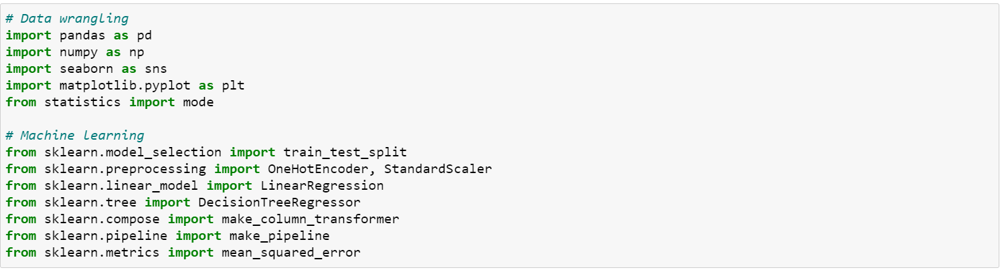 # Data wrangling
import pandas as pd
import numpy as np
import seaborn as sns
import matplotlib.pyplot as plt
from statistics import mode
# Machine learning
from sklearn.model_selection import train_test_split
from sklearn.preprocessing import OneHotEncoder, StandardScaler
from sklearn.linear_model import LinearRegression
from sklearn.tree import DecisionTreeRegressor
from sklearn.compose import make_column_transformer
from sklearn.pipeline import make_pipeline
from sklearn.metrics import mean_squared_error